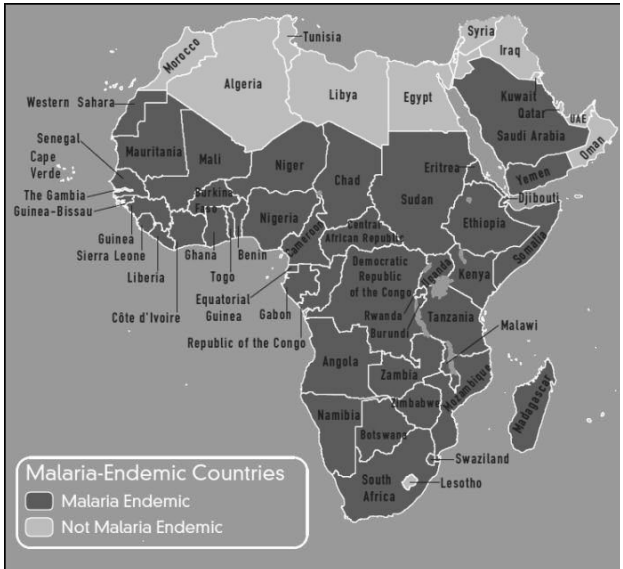 Morocco
Tunisia
Syria
Iraq
Algeria
Libya
Egypt
Kuwait
Qatar
UAE
Western Sahara
Saudi Arabia
Oman
Senegal
Mauritania
Mali
Niger
Chad
Eritrea
Yemen
Cape
Verde
Sudan
Djibouti
The Gambia
Burkina
Faso
Guinea-Bissau
Nigeria
Ethiopia
Somalia
Guinea
Ghana
Benin
Cameroon
Central
African Republic
Sierra Leone
Togo
Democratic
Republic
of the Congo
Uganda
Kenya
Liberia
Equatorial
Guinea
Rwanda
Gabon
Tanzania
Côte d'Ivoire
Burundi
Malawi
Republic of the Congo
Angola
Zambia
Mozambique
Zimbabwe
Madagascar
Namibia
Botswana
Swaziland
South
Africa
Lesotho
Malaria-Endemic Countries
Malaria Endemic
Not Malaria Endemic